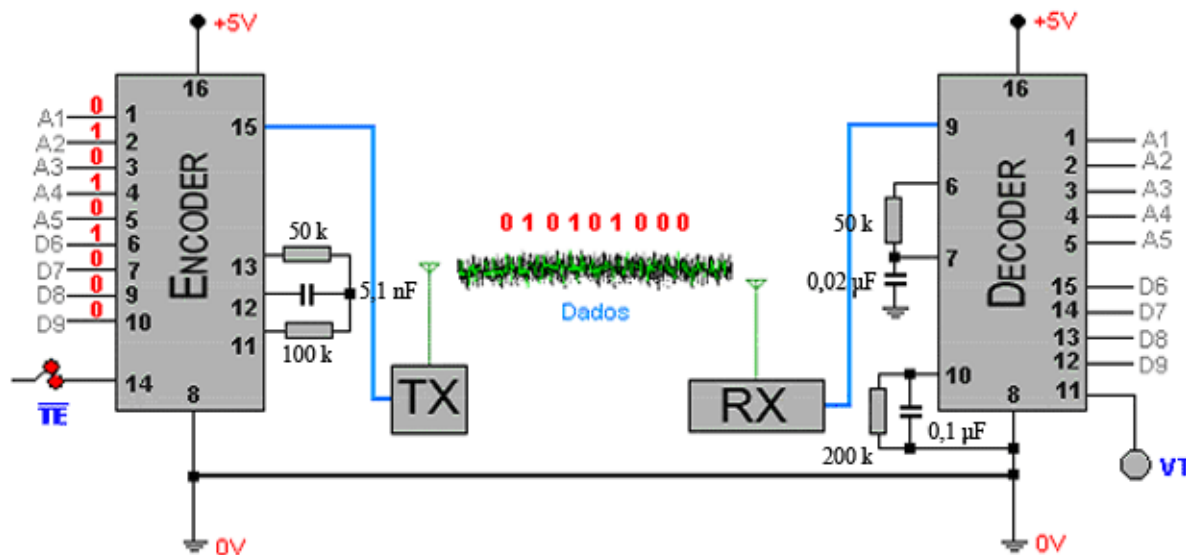 +5V
16
ENCODER
A1 0 1
A2 1 2
A3 0 3
A4 1 4
A5 0 5
D6 1 6
D7 0 7
D8 0 9
D9 0 10
TE 14
15
13
12
11
8
50 k
5,1 nF
100 k
0V
TX
0 1 0 1 0 1 0 0 0
Dados
RX
+5V
16
DECODER
9
6
7
10
8
50 k
0,02 µF
200 k
0,1 µF
1 A1
2 A2
3 A3
4 A4
5 A5
15 D6
14 D7
13 D8
12 D9
11
VT
0V